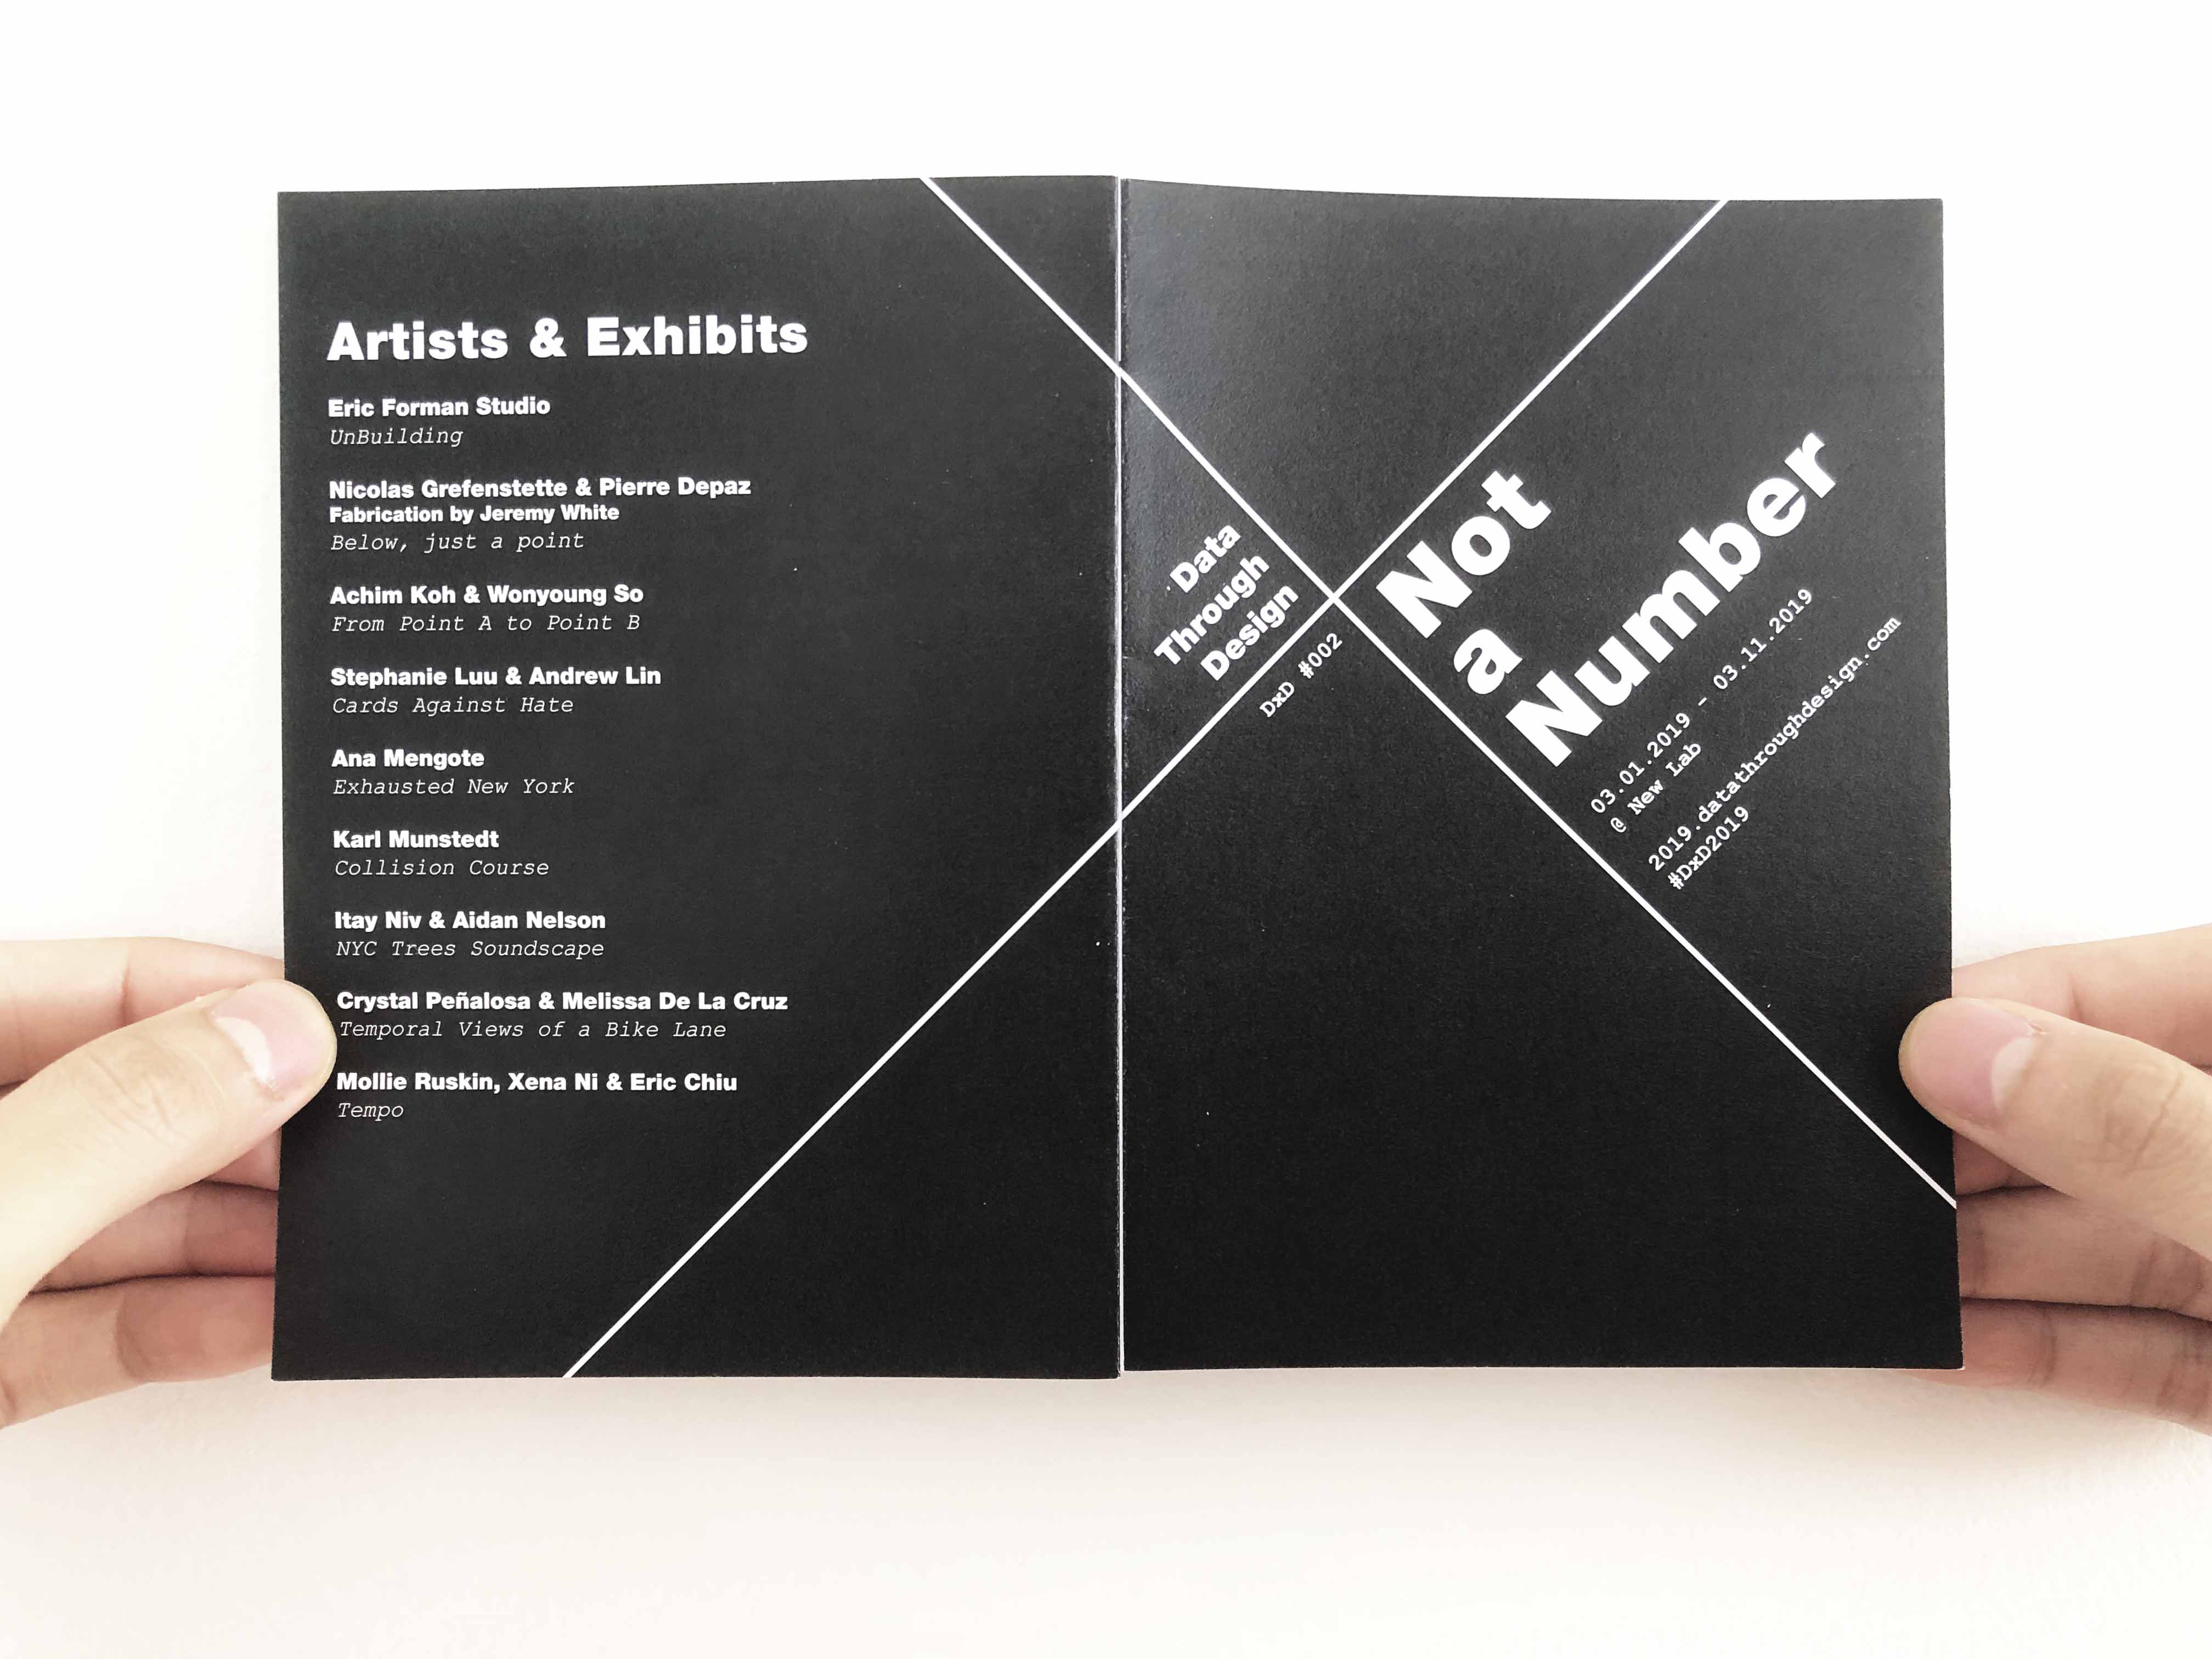 Artists & Exhibits
Eric Forman Studio
UnBuilding
Nicolas Grefenstette & Pierre Depaz
Fabrication by Jeremy White
Below, just a point
Achim Koh & Wonyoung So
From Point A to Point B
Stephanie Luu & Andrew Lin
Cards Against Hate
Ana Mengote
Exhausted New York
Karl Munstedt
Collision Course
Itay Niv & Aidan Nelson
NYC Trees Soundscape
Crystal Peñalosa & Melissa De La Cruz
Temporal Views of a Bike Lane
Mollie Ruskin, Xena Ni & Eric Chiu
Tempo
Data
Through
Design
DxD #002
Not
a
Number
03.01.2019 - 03.11.2019
@ New Lab
2019.datathroughdesign.com
#DxD2019